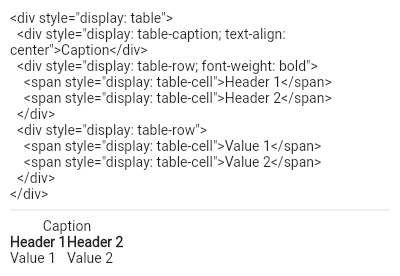 <div style="display: table">
<div style="display: table-caption; text-align:
center">Caption</div>
<div style="display: table-row; font-weight: bold">
<span style="display: table-cell">Header 1</span>
<span style="display: table-cell">Header 2</span>
</div>
<div style="display: table-row">
<span style="display: table-cell">Value 1</span>
<span style="display: table-cell">Value 2</span>
</div>
</div>
Caption
Header 1 Header 2
Value 1 Value 2